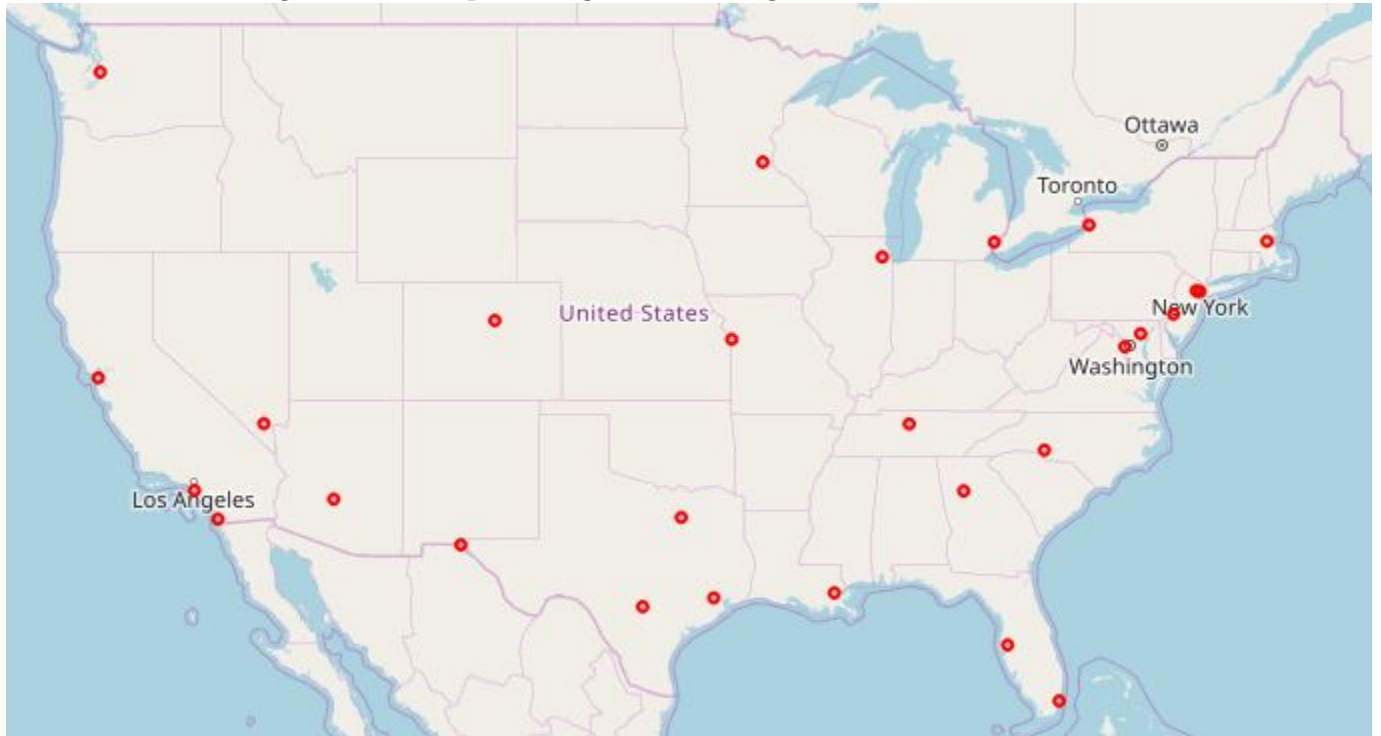 Ottawa
Toronto
United States
New York
Washington
Los Angeles